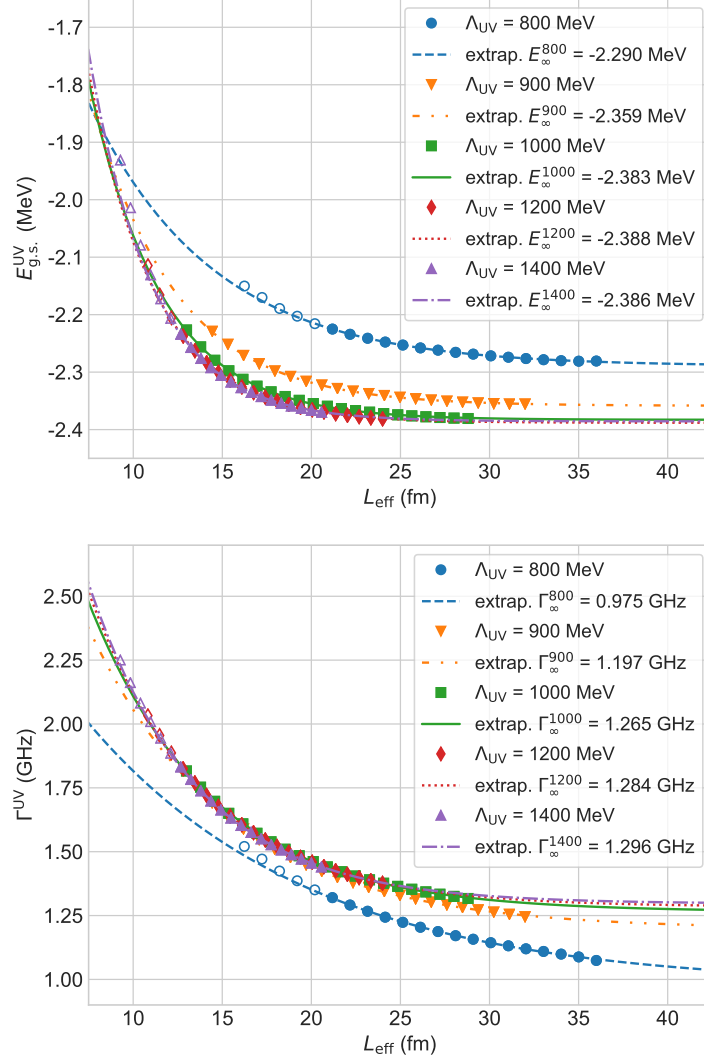 -1.7
-1.8
-1.9
-2.0
-2.1
-2.2
-2.3
-2.4
E^UV_g.s. (MeV)
Λ_UV = 800 MeV
extrap. E^800_∞ = -2.290 MeV
Λ_UV = 900 MeV
extrap. E^900_∞ = -2.359 MeV
Λ_UV = 1000 MeV
extrap. E^1000_∞ = -2.383 MeV
Λ_UV = 1200 MeV
extrap. E^1200_∞ = -2.388 MeV
Λ_UV = 1400 MeV
extrap. E^1400_∞ = -2.386 MeV
10 15 20 25 30 35 40
L_eff (fm)
2.50
2.25
2.00
1.75
1.50
1.25
1.00
Γ^UV (GHz)
Λ_UV = 800 MeV
extrap. Γ^800_∞ = 0.975 GHz
Λ_UV = 900 MeV
extrap. Γ^900_∞ = 1.197 GHz
Λ_UV = 1000 MeV
extrap. Γ^1000_∞ = 1.265 GHz
Λ_UV = 1200 MeV
extrap. Γ^1200_∞ = 1.284 GHz
Λ_UV = 1400 MeV
extrap. Γ^1400_∞ = 1.296 GHz
10 15 20 25 30 35 40
L_eff (fm)